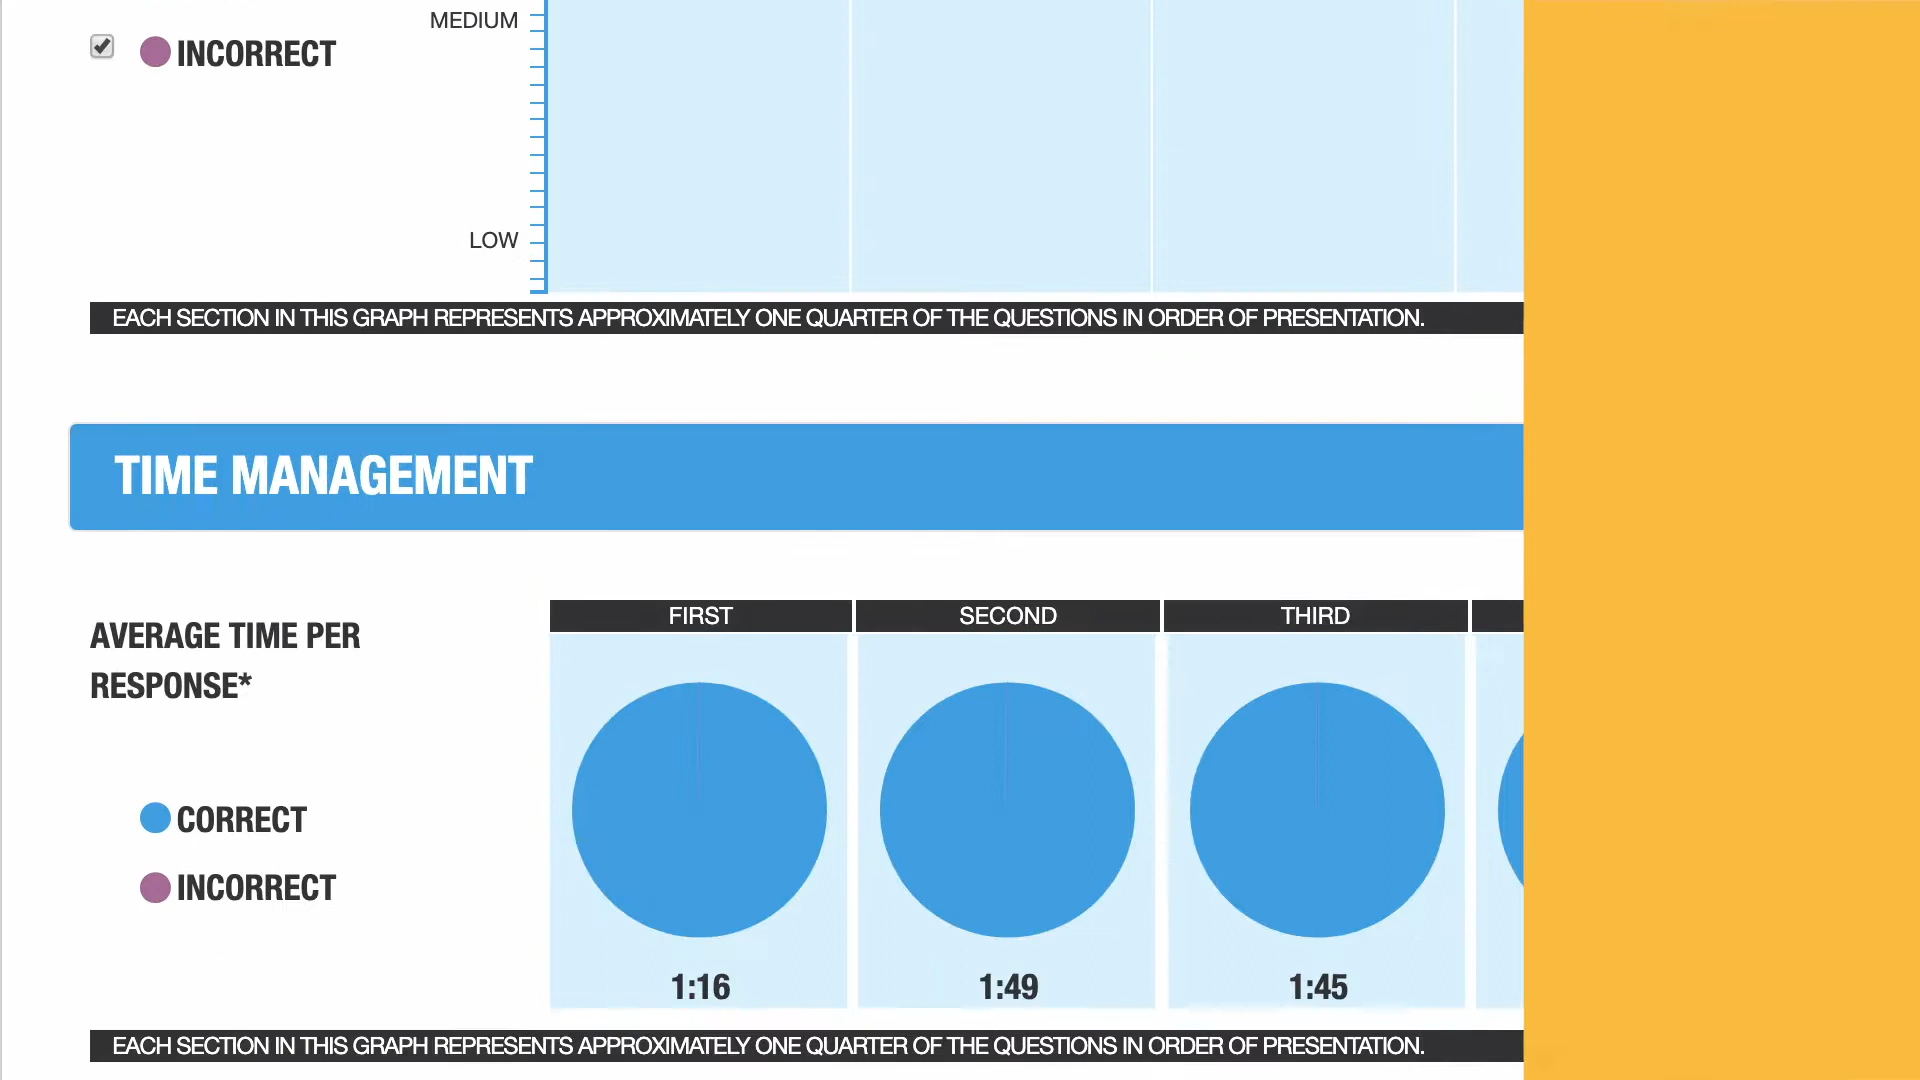 MEDIUM
INCORRECT
LOW
EACH SECTION IN THIS GRAPH REPRESENTS APPROXIMATELY ONE QUARTER OF THE QUESTIONS IN ORDER OF PRESENTATION.
TIME MANAGEMENT
FIRST SECOND THIRD
AVERAGE TIME PER
RESPONSE*
CORRECT
INCORRECT
1:16 1:49 1:45
EACH SECTION IN THIS GRAPH REPRESENTS APPROXIMATELY ONE QUARTER OF THE QUESTIONS IN ORDER OF PRESENTATION.